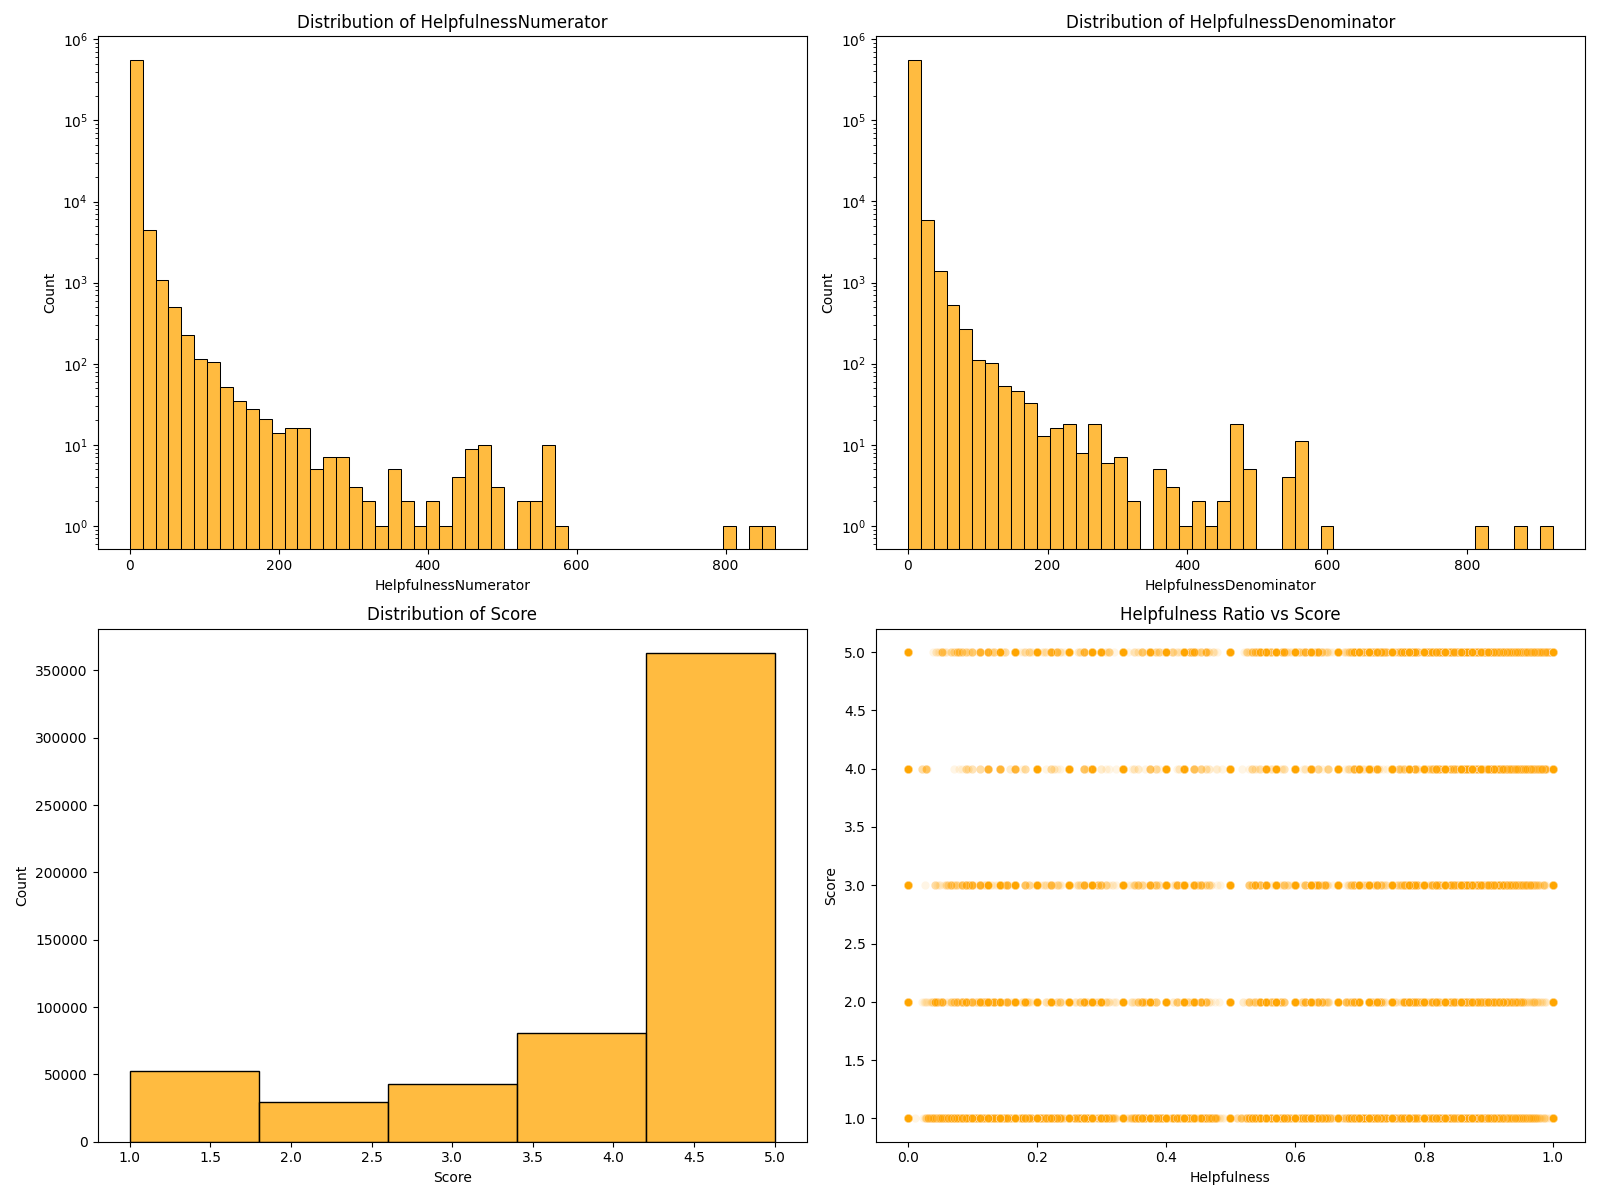 Distribution of HelpfulnessNumerator
10^6
10^5
10^4
10^3
10^2
10^1
10^0
Count
0 200 400 600 800
HelpfulnessNumerator
Distribution of HelpfulnessDenominator
10^6
10^5
10^4
10^3
10^2
10^1
10^0
Count
0 200 400 600 800
HelpfulnessDenominator
Distribution of Score
350000
300000
250000
200000
150000
100000
50000
0
Count
1.0 1.5 2.0 2.5 3.0 3.5 4.0 4.5 5.0
Score
Helpfulness Ratio vs Score
5.0
4.5
4.0
3.5
3.0
2.5
2.0
1.5
1.0
Score
0.0 0.2 0.4 0.6 0.8 1.0
Helpfulness